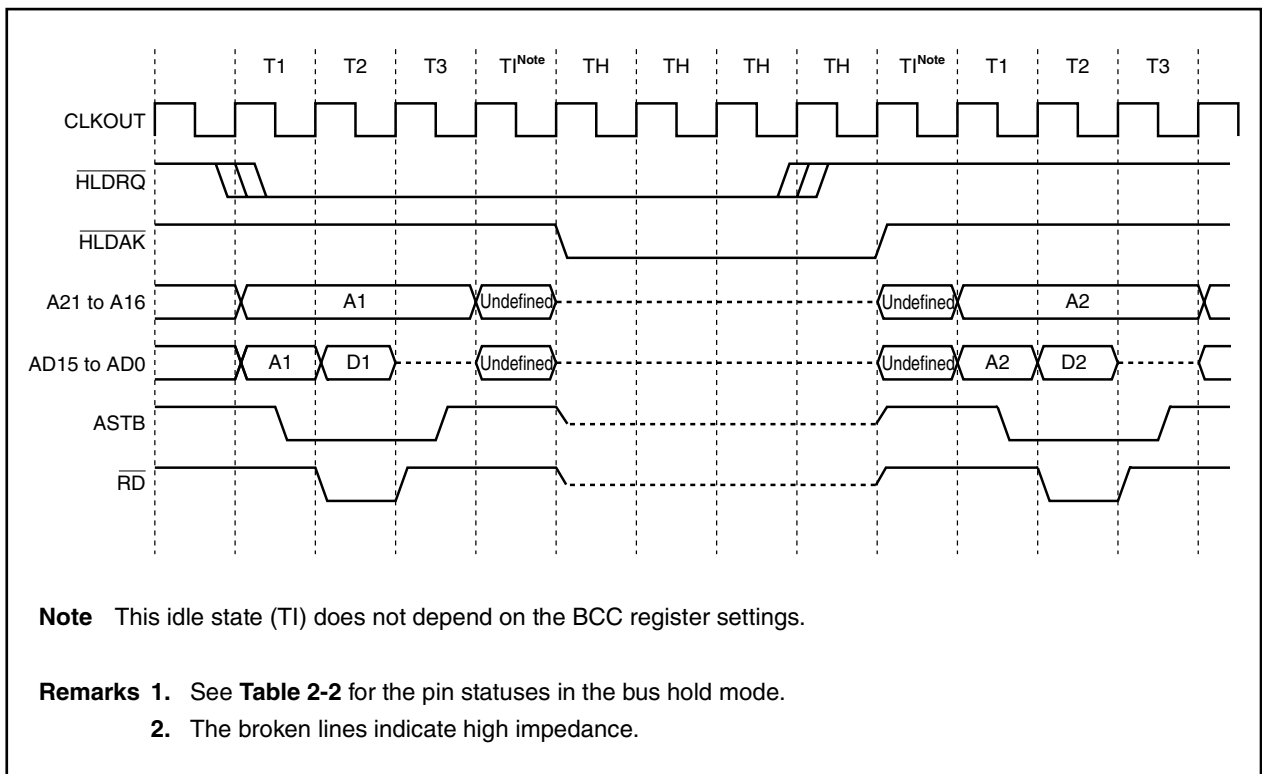 T1 T2 T3 TINote TH TH TH TH TINote T1 T2 T3
CLKOUT
HLDRQ
HLDAK
A21 to A16 A1 Undefined Undefined A2
AD15 to AD0 A1 D1 Undefined Undefined A2 D2
ASTB
RD
Note This idle state (TI) does not depend on the BCC register settings.
Remarks 1. See Table 2-2 for the pin statuses in the bus hold mode.
2. The broken lines indicate high impedance.